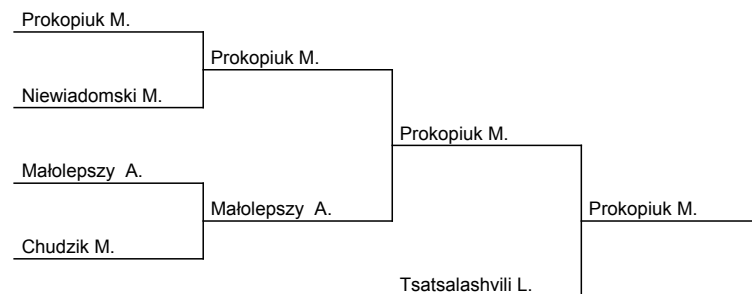 Prokopiuk M.
Prokopiuk M.
Niewiadomski M.
Prokopiuk M.
Małolepszy  A.
Małolepszy  A.
Prokopiuk M.
Chudzik M.
Tsatsalashvili L.